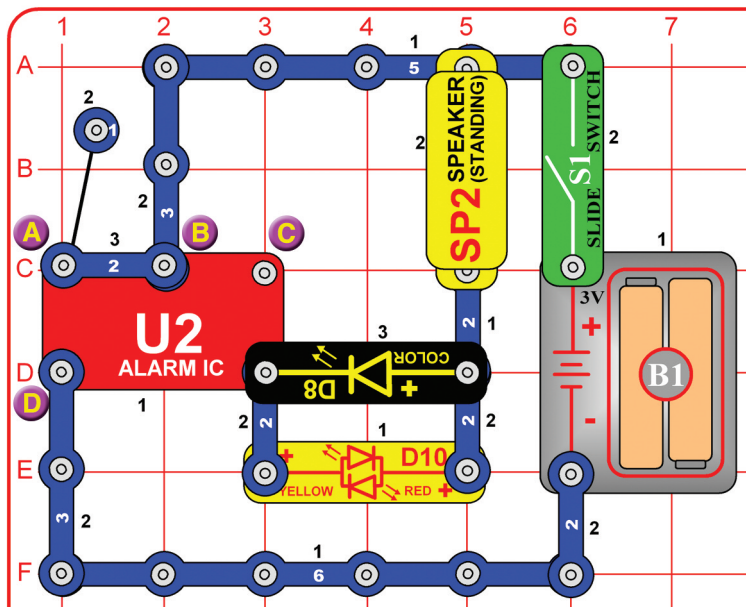 1 2 3 4 5 6 7
A
1
5
2
1
2
SPEAKER
(STANDING)
SP2
SLIDE SWITCH
S1
2
B
2
3
A
B
C
3
2
1
C
3V
+
U2
ALARM IC
2
1
3
COLOR
D8
+
B1
-
D
D
1
2
2
1
2
2
E
+
D10
YELLOW
RED
+
3
2
1
6
2
2
F